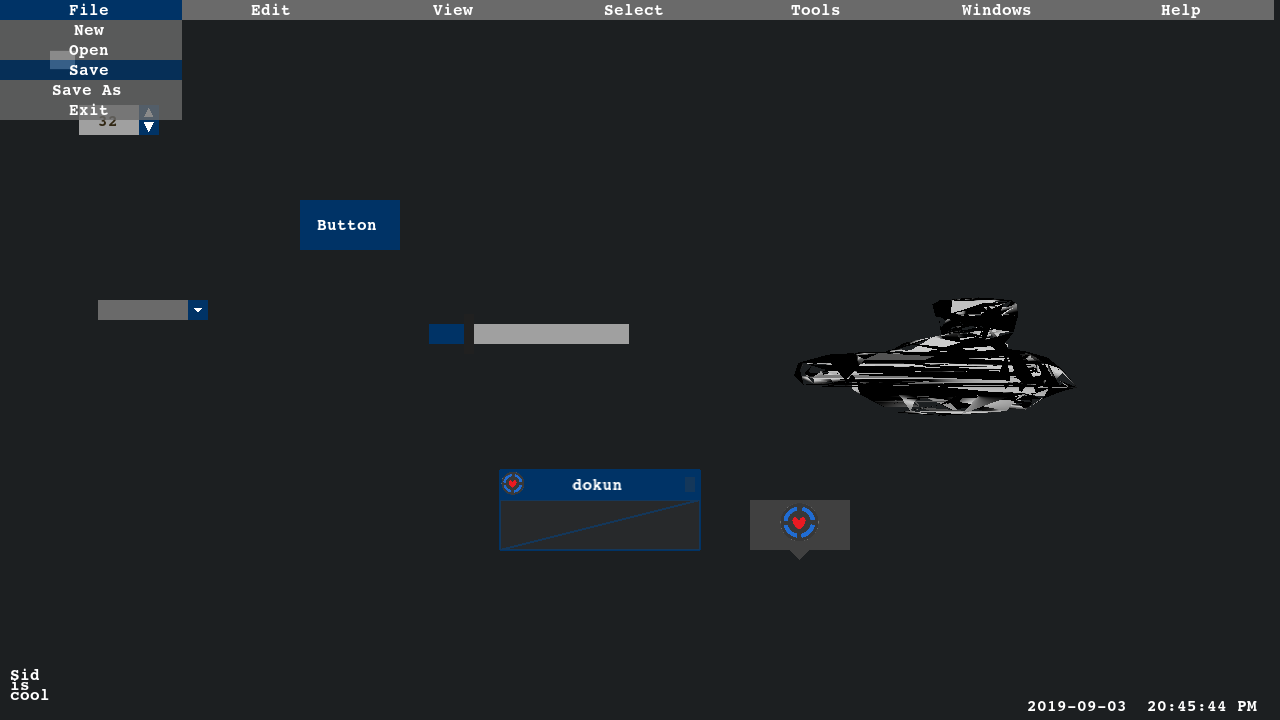 File Edit View Select Tools Windows Help
New
Open
Save
Save As
Exit
32
Button
dokun
Sid
is
cool
2019-09-03 20:45:44 PM